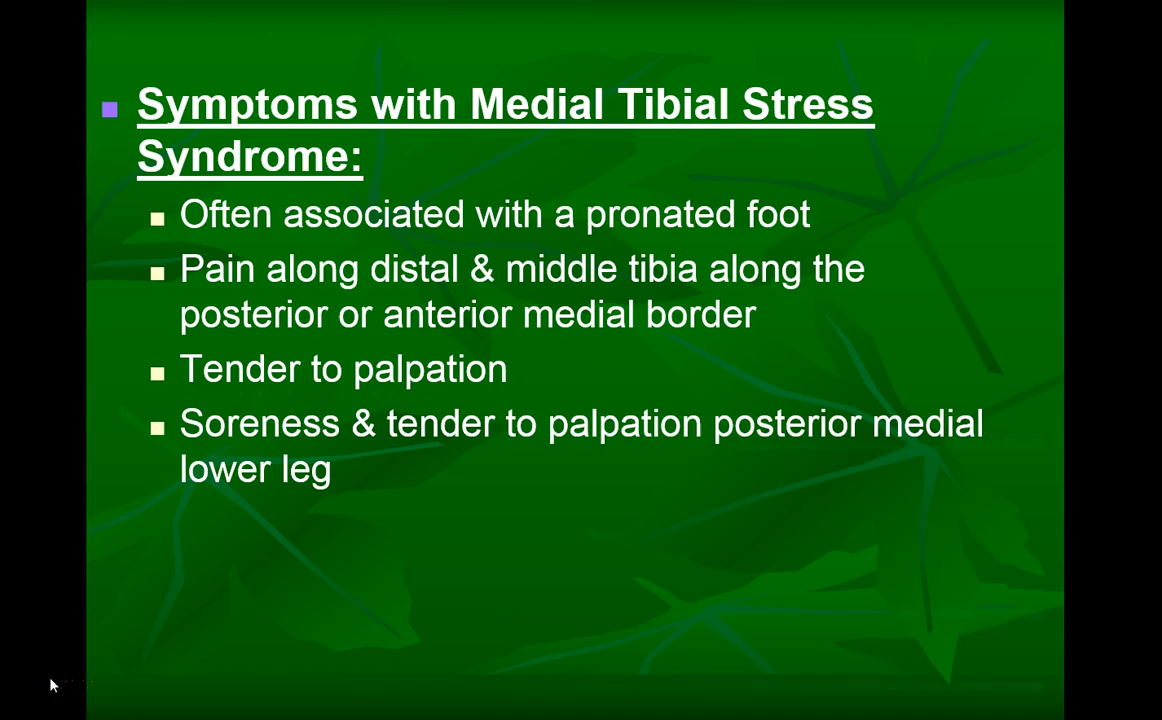 Symptoms with Medial Tibial Stress
Syndrome:
Often associated with a pronated foot
Pain along distal & middle tibia along the
posterior or anterior medial border
Tender to palpation
Soreness & tender to palpation posterior medial
lower leg